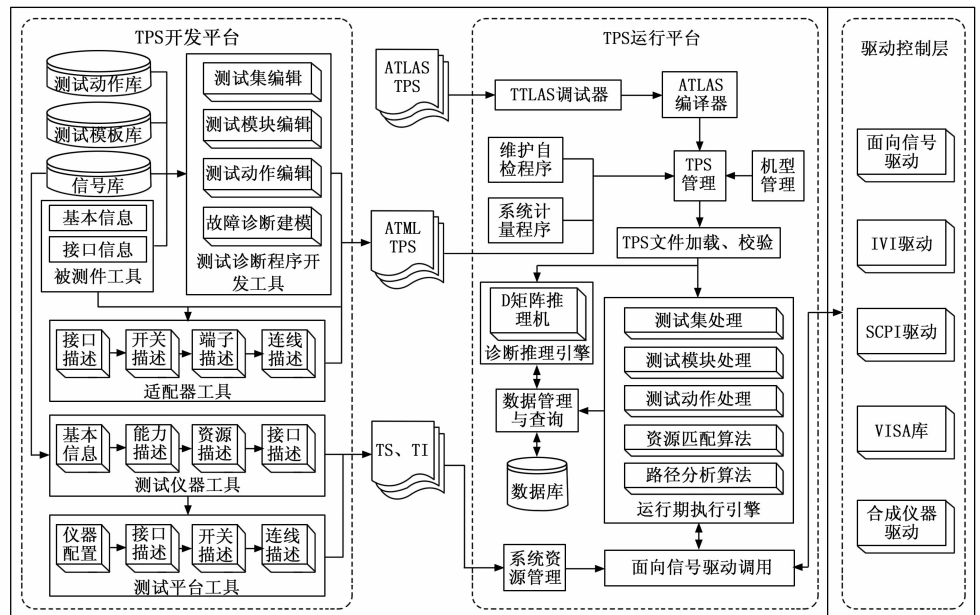 TPS开发平台
测试动作库
测试模板库
信号库
基本信息
接口信息
被测件工具
测试集编辑
测试模块编辑
测试动作编辑
故障诊断建模
测试诊断程序开
发工具
接口
描述
开关
描述
端子
描述
连线
描述
适配器工具
基本
信息
能力
描述
资源
描述
接口
描述
测试仪器工具
仪器
配置
接口
描述
开关
描述
连线
描述
测试平台工具
ATLAS
TPS
ATML
TPS
TS、TI
TPS运行平台
TTLAS调试器
ATLAS
编译器
维护自
检程序
系统计
量程序
TPS
管理
机型
管理
TPS文件加载、校验
D矩阵推
理机
诊断推理引擎
数据管理
与查询
数据库
测试集处理
测试模块处理
测试动作处理
资源匹配算法
路径分析算法
运行期执行引擎
系统资
源管理
面向信号驱动调用
驱动控制层
面向信号
驱动
IVI驱动
SCPI驱动
VISA库
合成仪器
驱动